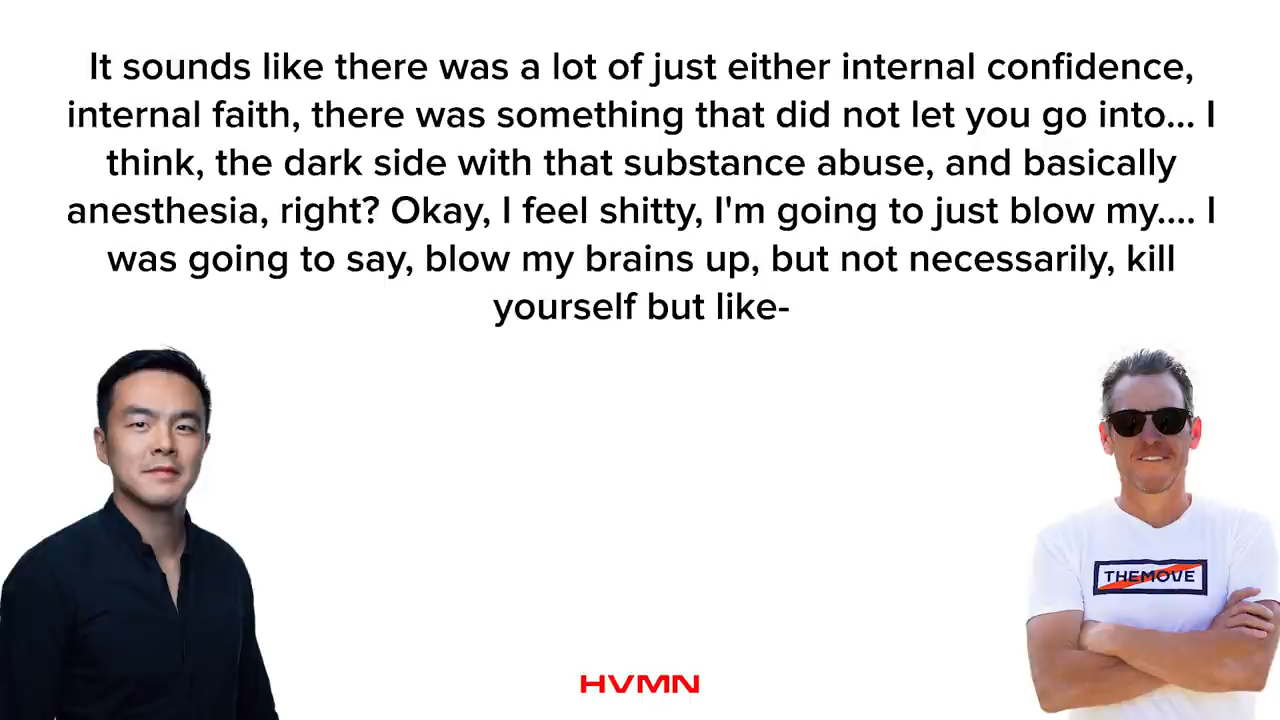 It sounds like there was a lot of just either internal confidence,
internal faith, there was something that did not let you go into... I
think, the dark side with that substance abuse, and basically
anesthesia, right? Okay, I feel shitty, I'm going to just blow my.... I
was going to say, blow my brains up, but not necessarily, kill
yourself but like-
THEMOVE
HVMN